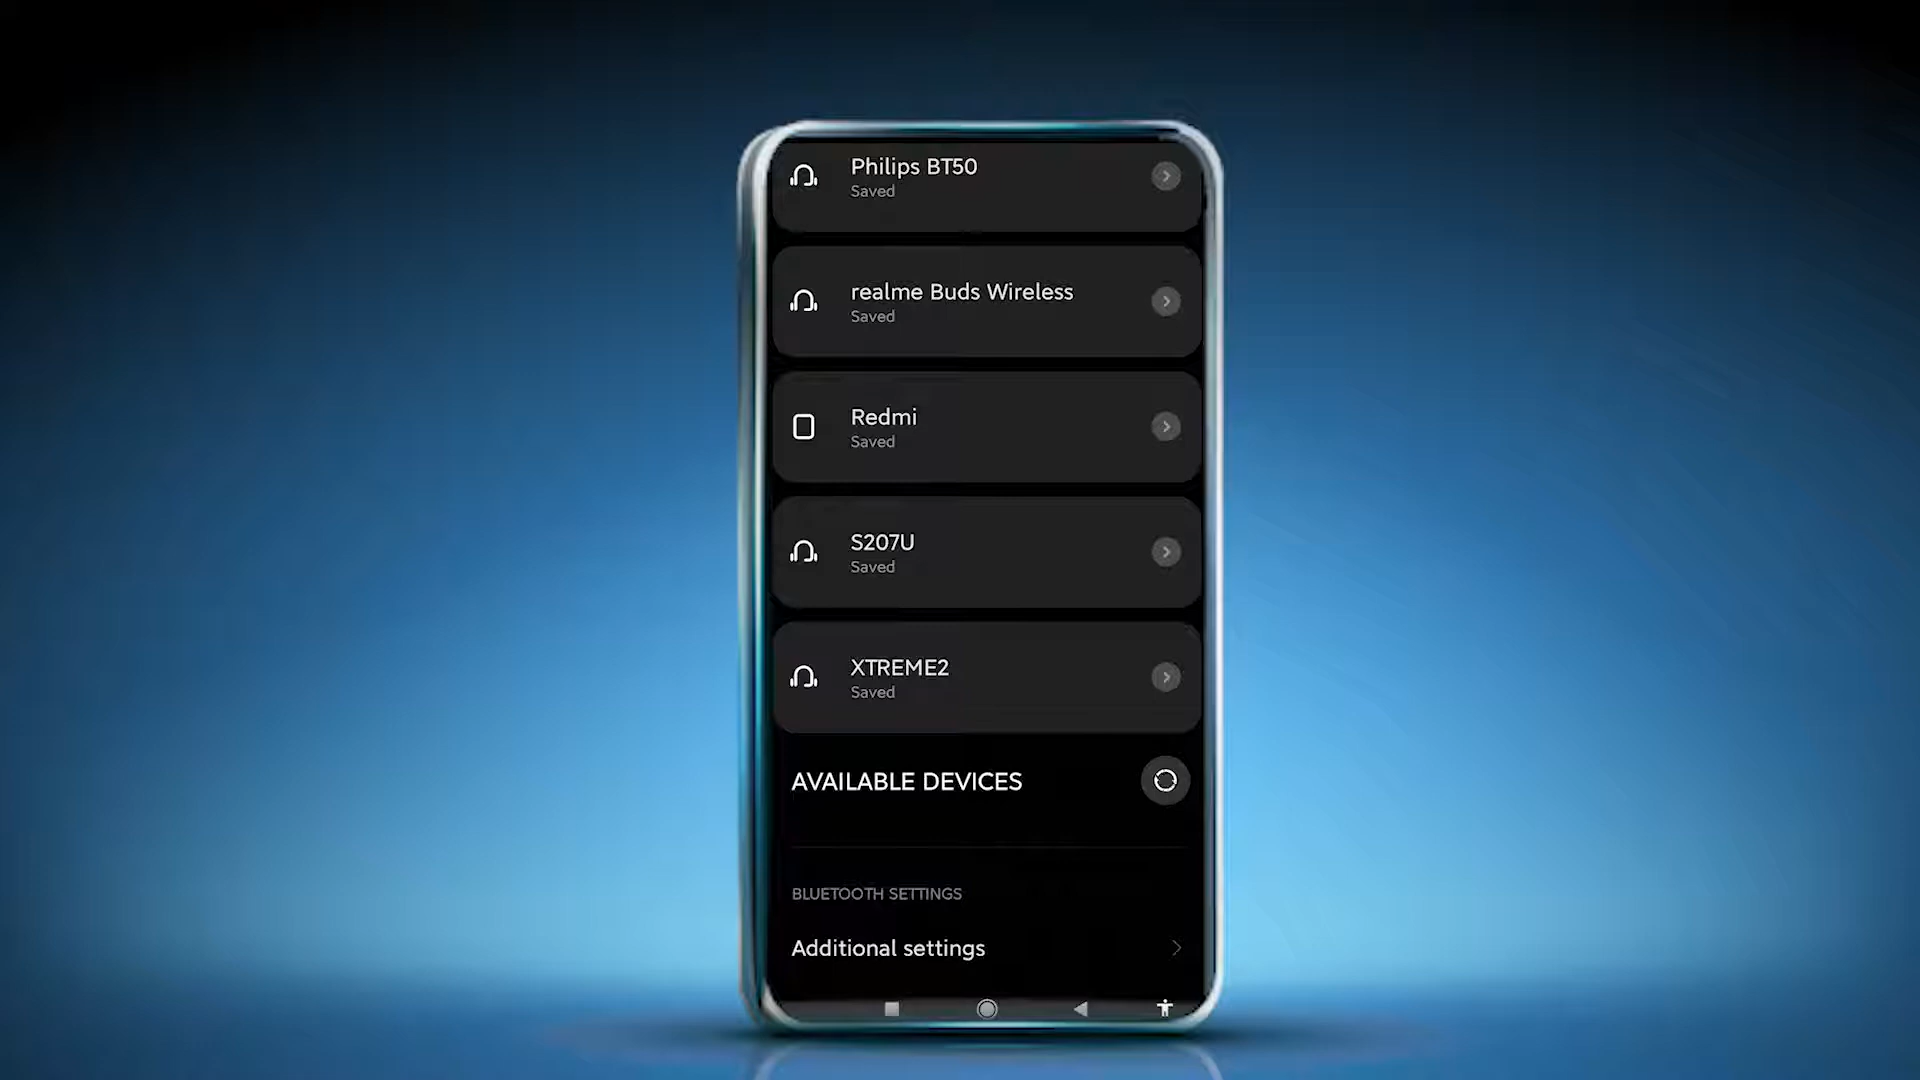 Philips BT50
Saved
realme Buds Wireless
Saved
Redmi
Saved
S207U
Saved
XTREME2
Saved
AVAILABLE DEVICES
BLUETOOTH SETTINGS
Additional settings